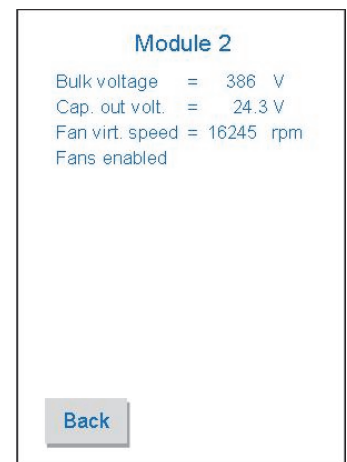 Module 2
Bulk voltage = 386 V
Cap. out volt. = 24.3 V
Fan virt. speed = 16245 rpm
Fans enabled
Back